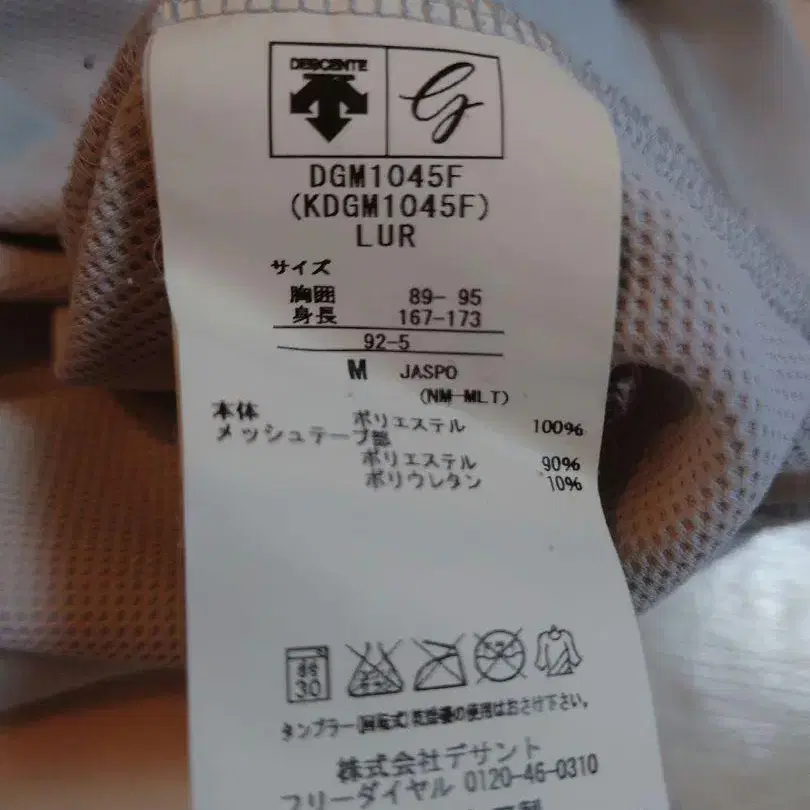 DESCENTE
DGM1045F
(KDGM1045F)
LUR
サイズ
胸囲 89- 95
身長 167-173
92-5
M JASPO
(NM-MLT)
本体 ポリエステル 100%
メッシュテープ部
ポリエステル 90%
ポリウレタン 10%
30
タンブラー(回転式)乾燥機の使用はおさけ下さい。
株式会社デサント
フリーダイヤル 0120-46-0310